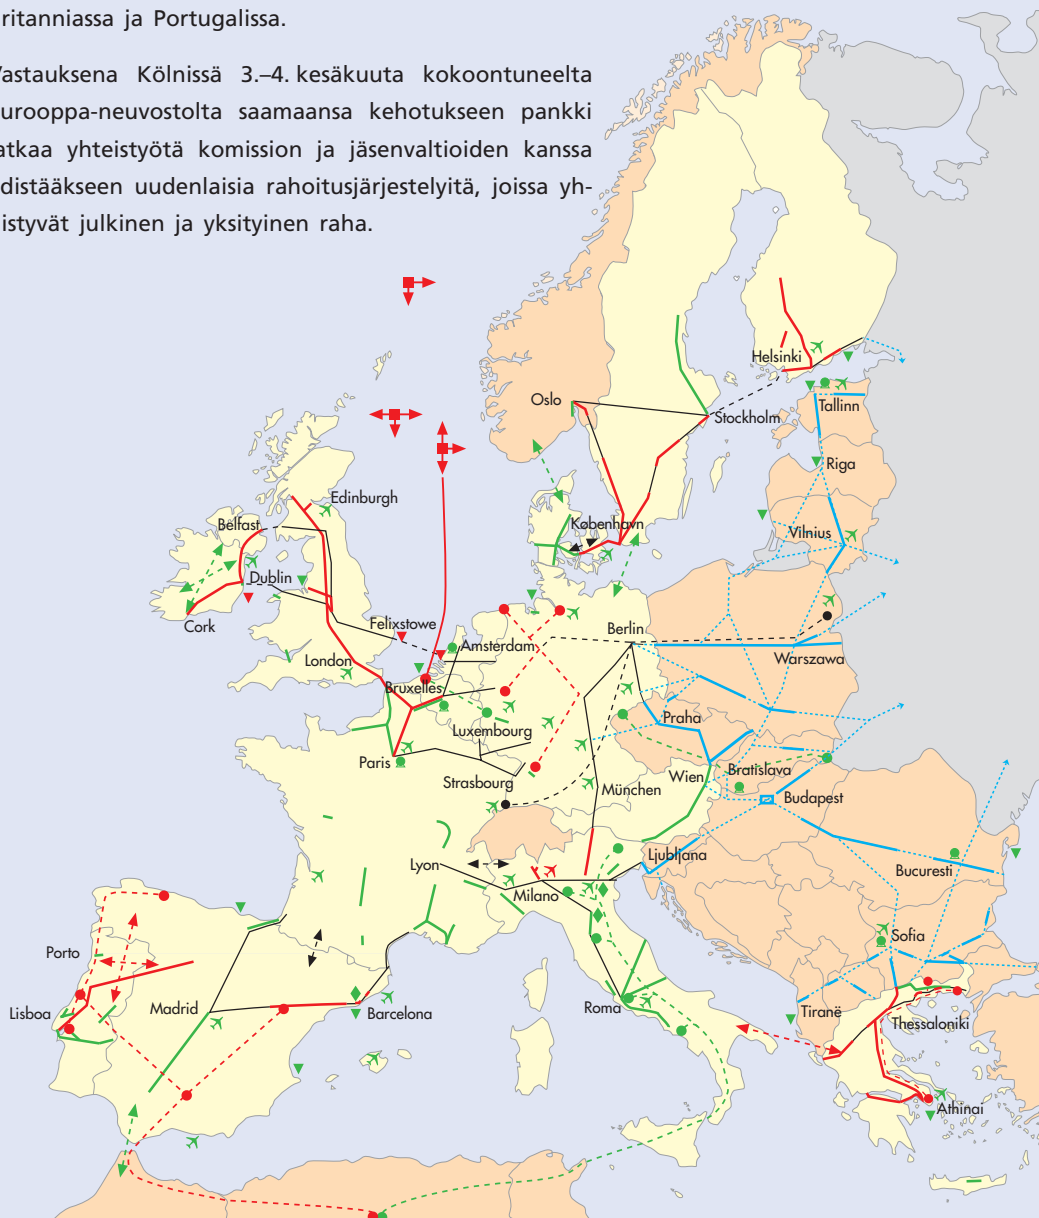 ritanniassa ja Portugalissa.
Vastauksena Kölnissä 3.–4. kesäkuuta kokoontuneelta
urooppa-neuvostolta saamaansa kehotukseen pankki
atkaa yhteistyötä komission ja jäsenvaltioiden kanssa
distääkseen uudenlaisia rahoitusjärjestelyitä, joissa yh-
istyvät julkinen ja yksityinen raha.
Helsinki
Oslo
Stockholm
Tallinn
Riga
Edinburgh
København
Belfast
Vilnius
Dublin
Cork
Felixstowe
Berlin
Amsterdam
London
Warszawa
Bruxelles
Praha
Luxembourg
Paris
Wien
Bratislava
Strasbourg
München
Budapest
Lyon
Ljubljana
Bucuresti
Milano
Sofia
Porto
Lisboa
Madrid
Barcelona
Roma
Tiranë
Thessaloniki
Athinai